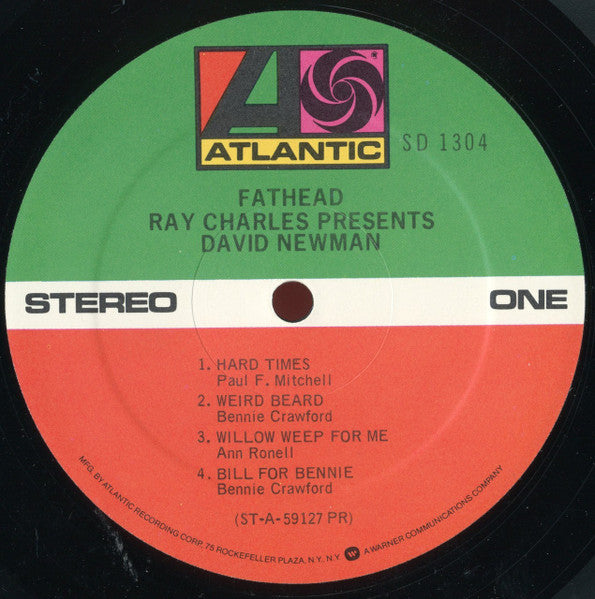 ATLANTIC
SD 1304
FATHEAD
RAY CHARLES PRESENTS
DAVID NEWMAN
STEREO
ONE
1. HARD TIMES
Paul F. Mitchell
2. WEIRD BEARD
Bennie Crawford
3. WILLOW WEEP FOR ME
Ann Ronell
4. BILL FOR BENNIE
Bennie Crawford
(ST-A-59127 PR)
MFG. BY ATLANTIC RECORDING CORP. 75 ROCKEFELLER PLAZA, N.Y. N.Y. A WARNER COMMUNICATIONS COMPANY